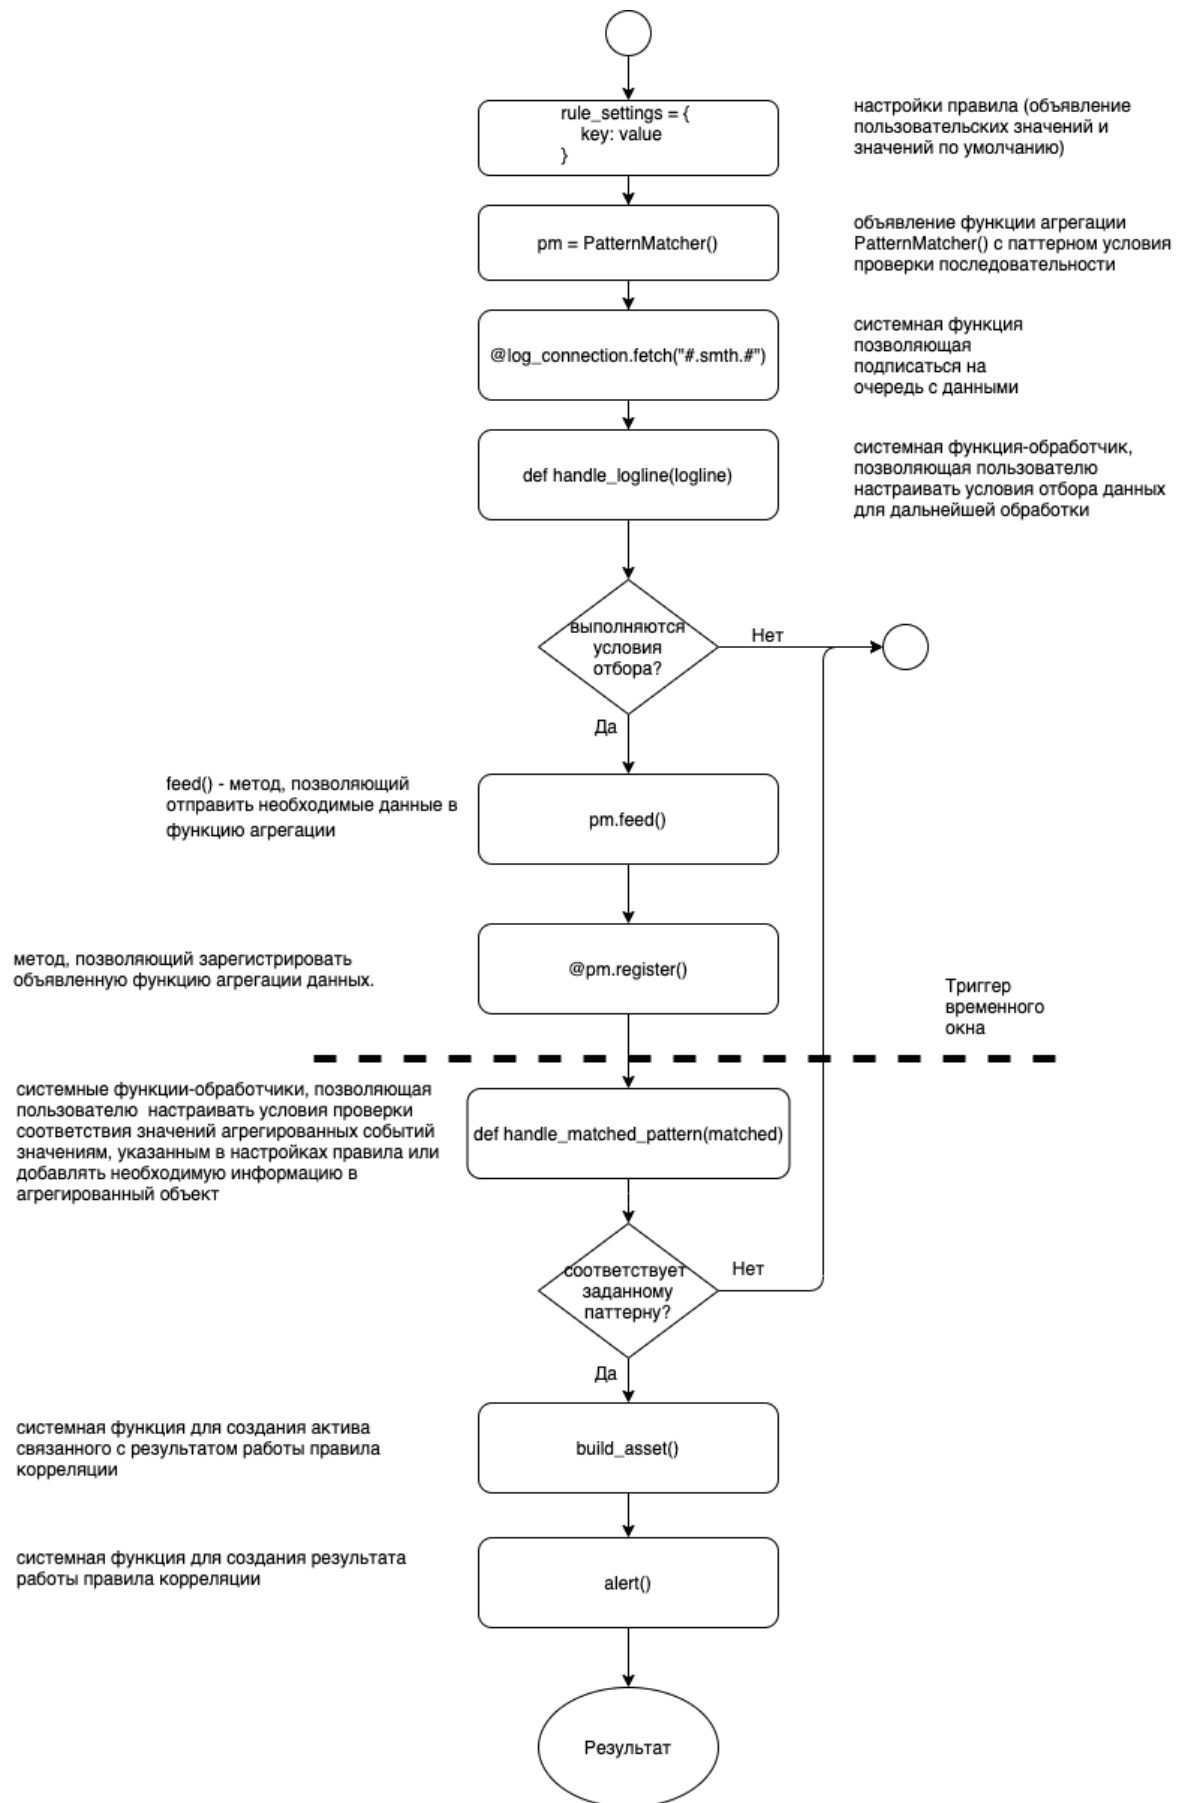 rule_settings = {
key: value
}
настройки правила (объявление
пользовательских значений и
значений по умолчанию)
pm = PatternMatcher()
объявление функции агрегации
PatternMatcher() с паттерном условия
проверки последовательности
@log_connection.fetch("#.smth.#")
системная функция
позволяющая
подписаться на
очередь с данными
def handle_logline(logline)
системная функция-обработчик,
позволяющая пользователю
настраивать условия отбора данных
для дальнейшей обработки
выполняются
условия
отбора?
Нет
Да
feed() - метод, позволяющий
отправить необходимые данные в
функцию агрегации
pm.feed()
метод, позволяющий зарегистрировать
объявленную функцию агрегации данных.
@pm.register()
Триггер
временного
окна
системные функции-обработчики, позволяющая
пользователю  настраивать условия проверки
соответствия значений агрегированных событий
значениям, указанным в настройках правила или
добавлять необходимую информацию в
агрегированный объект
def handle_matched_pattern(matched)
соответствует
заданному
паттерну?
Нет
Да
системная функция для создания актива
связанного с результатом работы правила
корреляции
build_asset()
системная функция для создания результата
работы правила корреляции
alert()
Результат